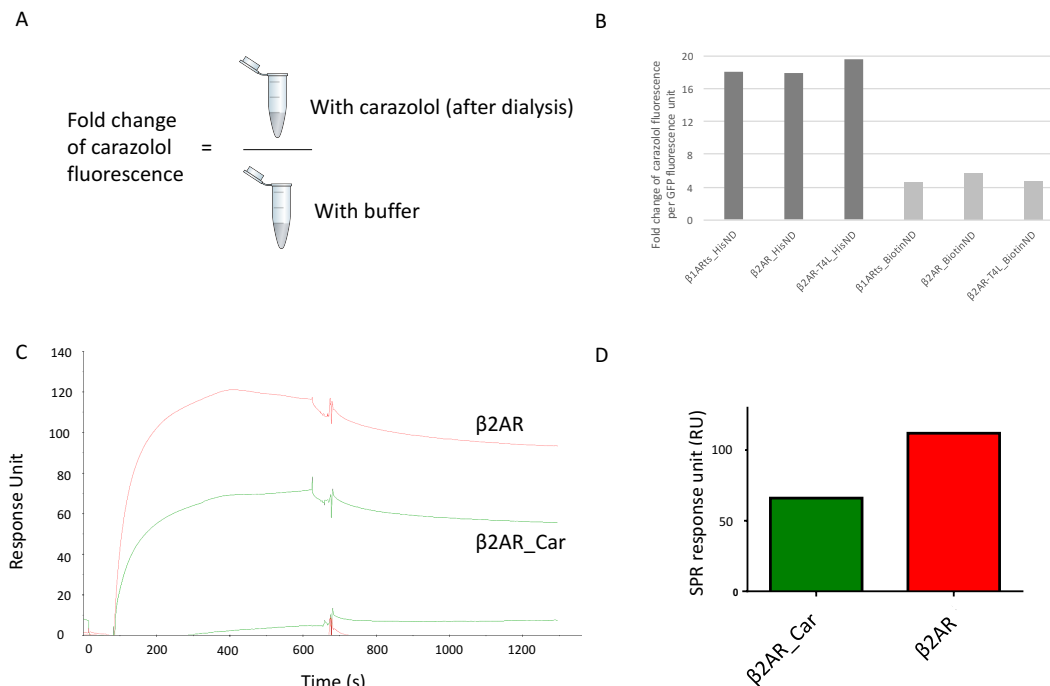 A
Fold change
of carazolol
fluorescence
=
With carazolol (after dialysis)
With buffer
B
Fold change of carazolol fluorescence
per GFP fluorescence unit
20
16
12
8
4
0
β1ARts_HisND
β2AR_HisND
β2AR-T4L_HisND
β1ARts_BiotinND
β2AR_BiotinND
β2AR-T4L_BiotinND
C
Response Unit
140
120
100
80
60
40
20
0
β2AR
β2AR_Car
0 200 400 600 800 1000 1200
Time (s)
D
SPR response unit (RU)
100
50
0
β2AR_Car
β2AR